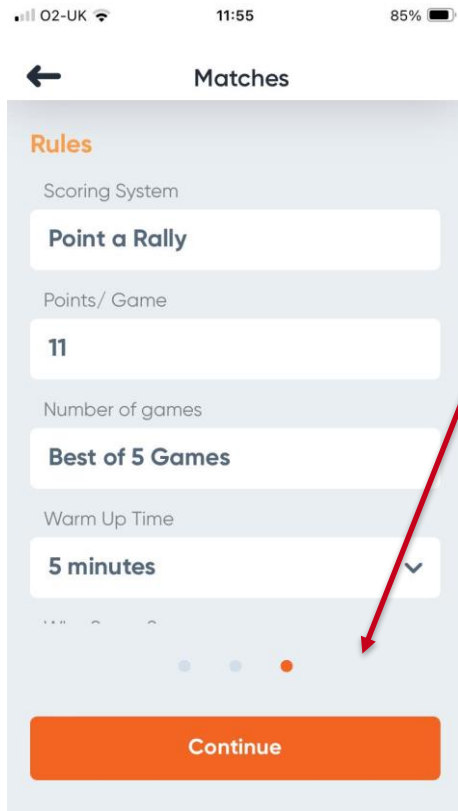 O2-UK 11:55 85%
Matches
Rules
Scoring System
Point a Rally
Points/ Game
11
Number of games
Best of 5 Games
Warm Up Time
5 minutes
Continue